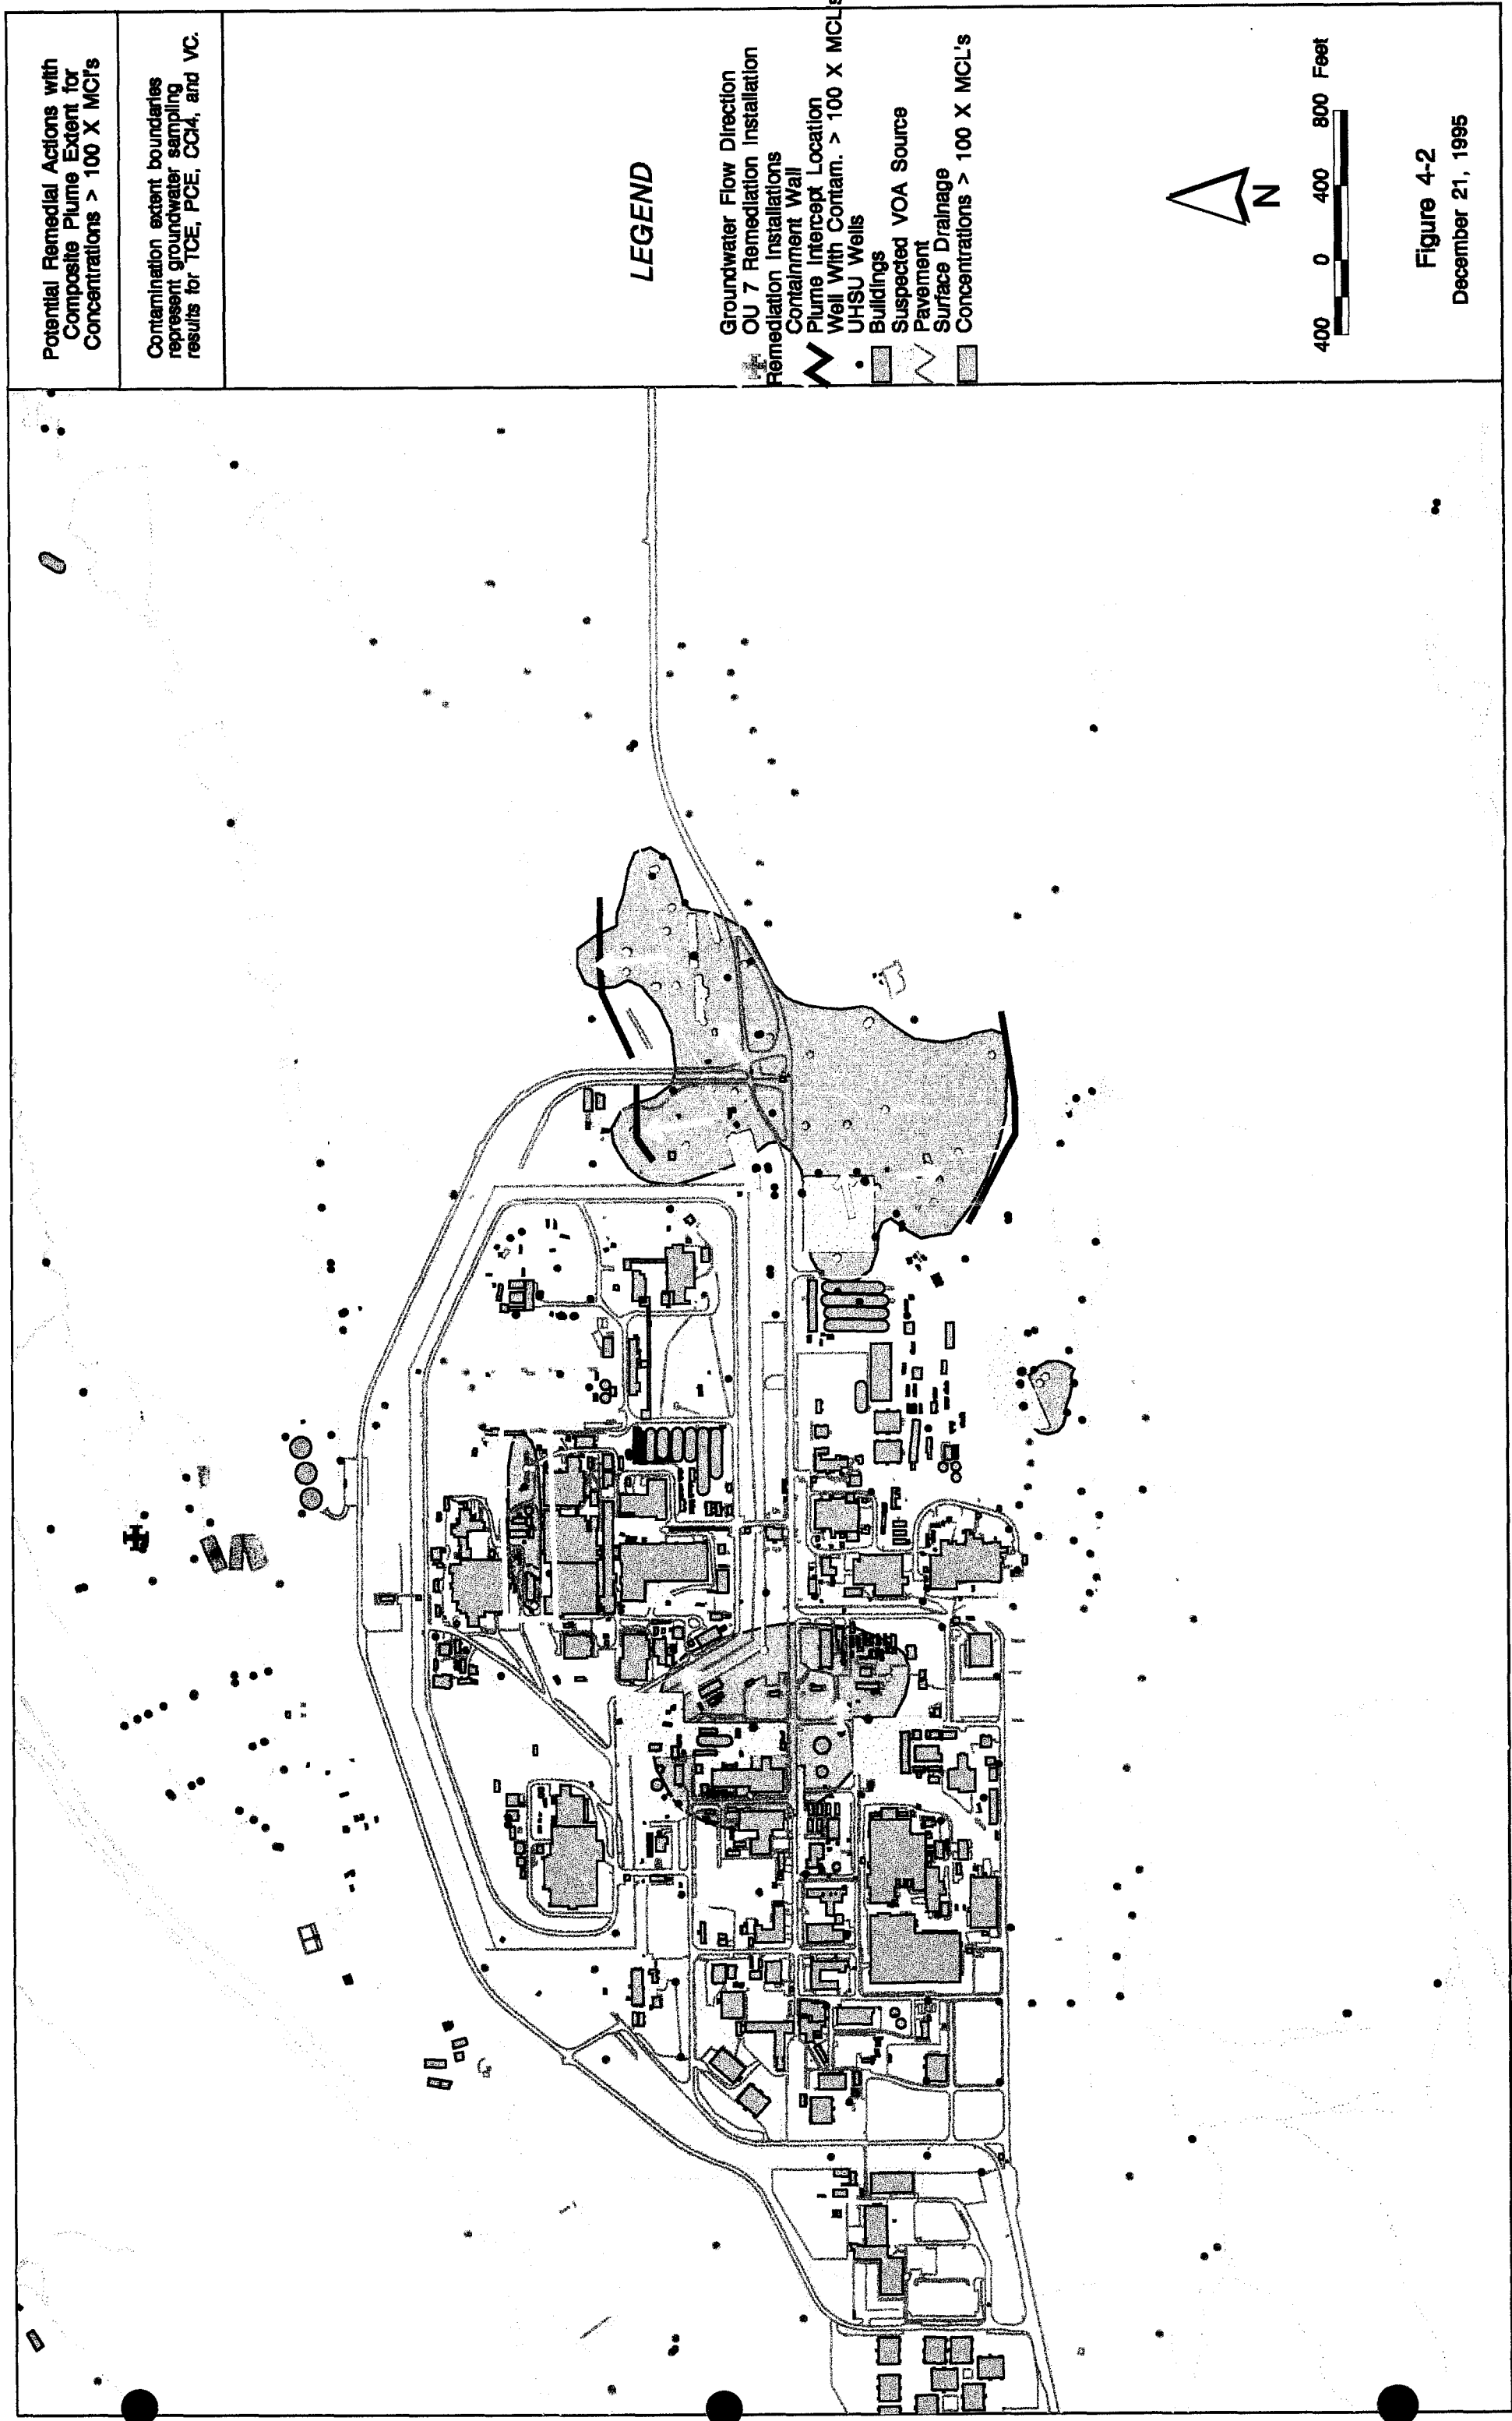 Potential Remedial Actions with
Composite Plume Extent for
Concentrations > 100 X MCl's
Contamination extent boundaries
represent groundwater sampling
results for TCE, PCE, CCl4, and VC.
LEGEND
Groundwater Flow Direction
OU 7 Remediation Installation
Remediation Installations
Containment Wall
Plume Intercept Location
Well With Contam. > 100 X MCLs
UHSU Wells
Buildings
Suspected VOA Source
Pavement
Surface Drainage
Concentrations > 100 X MCL's
N
400 0 400 800 Feet
Figure 4-2
December 21, 1995